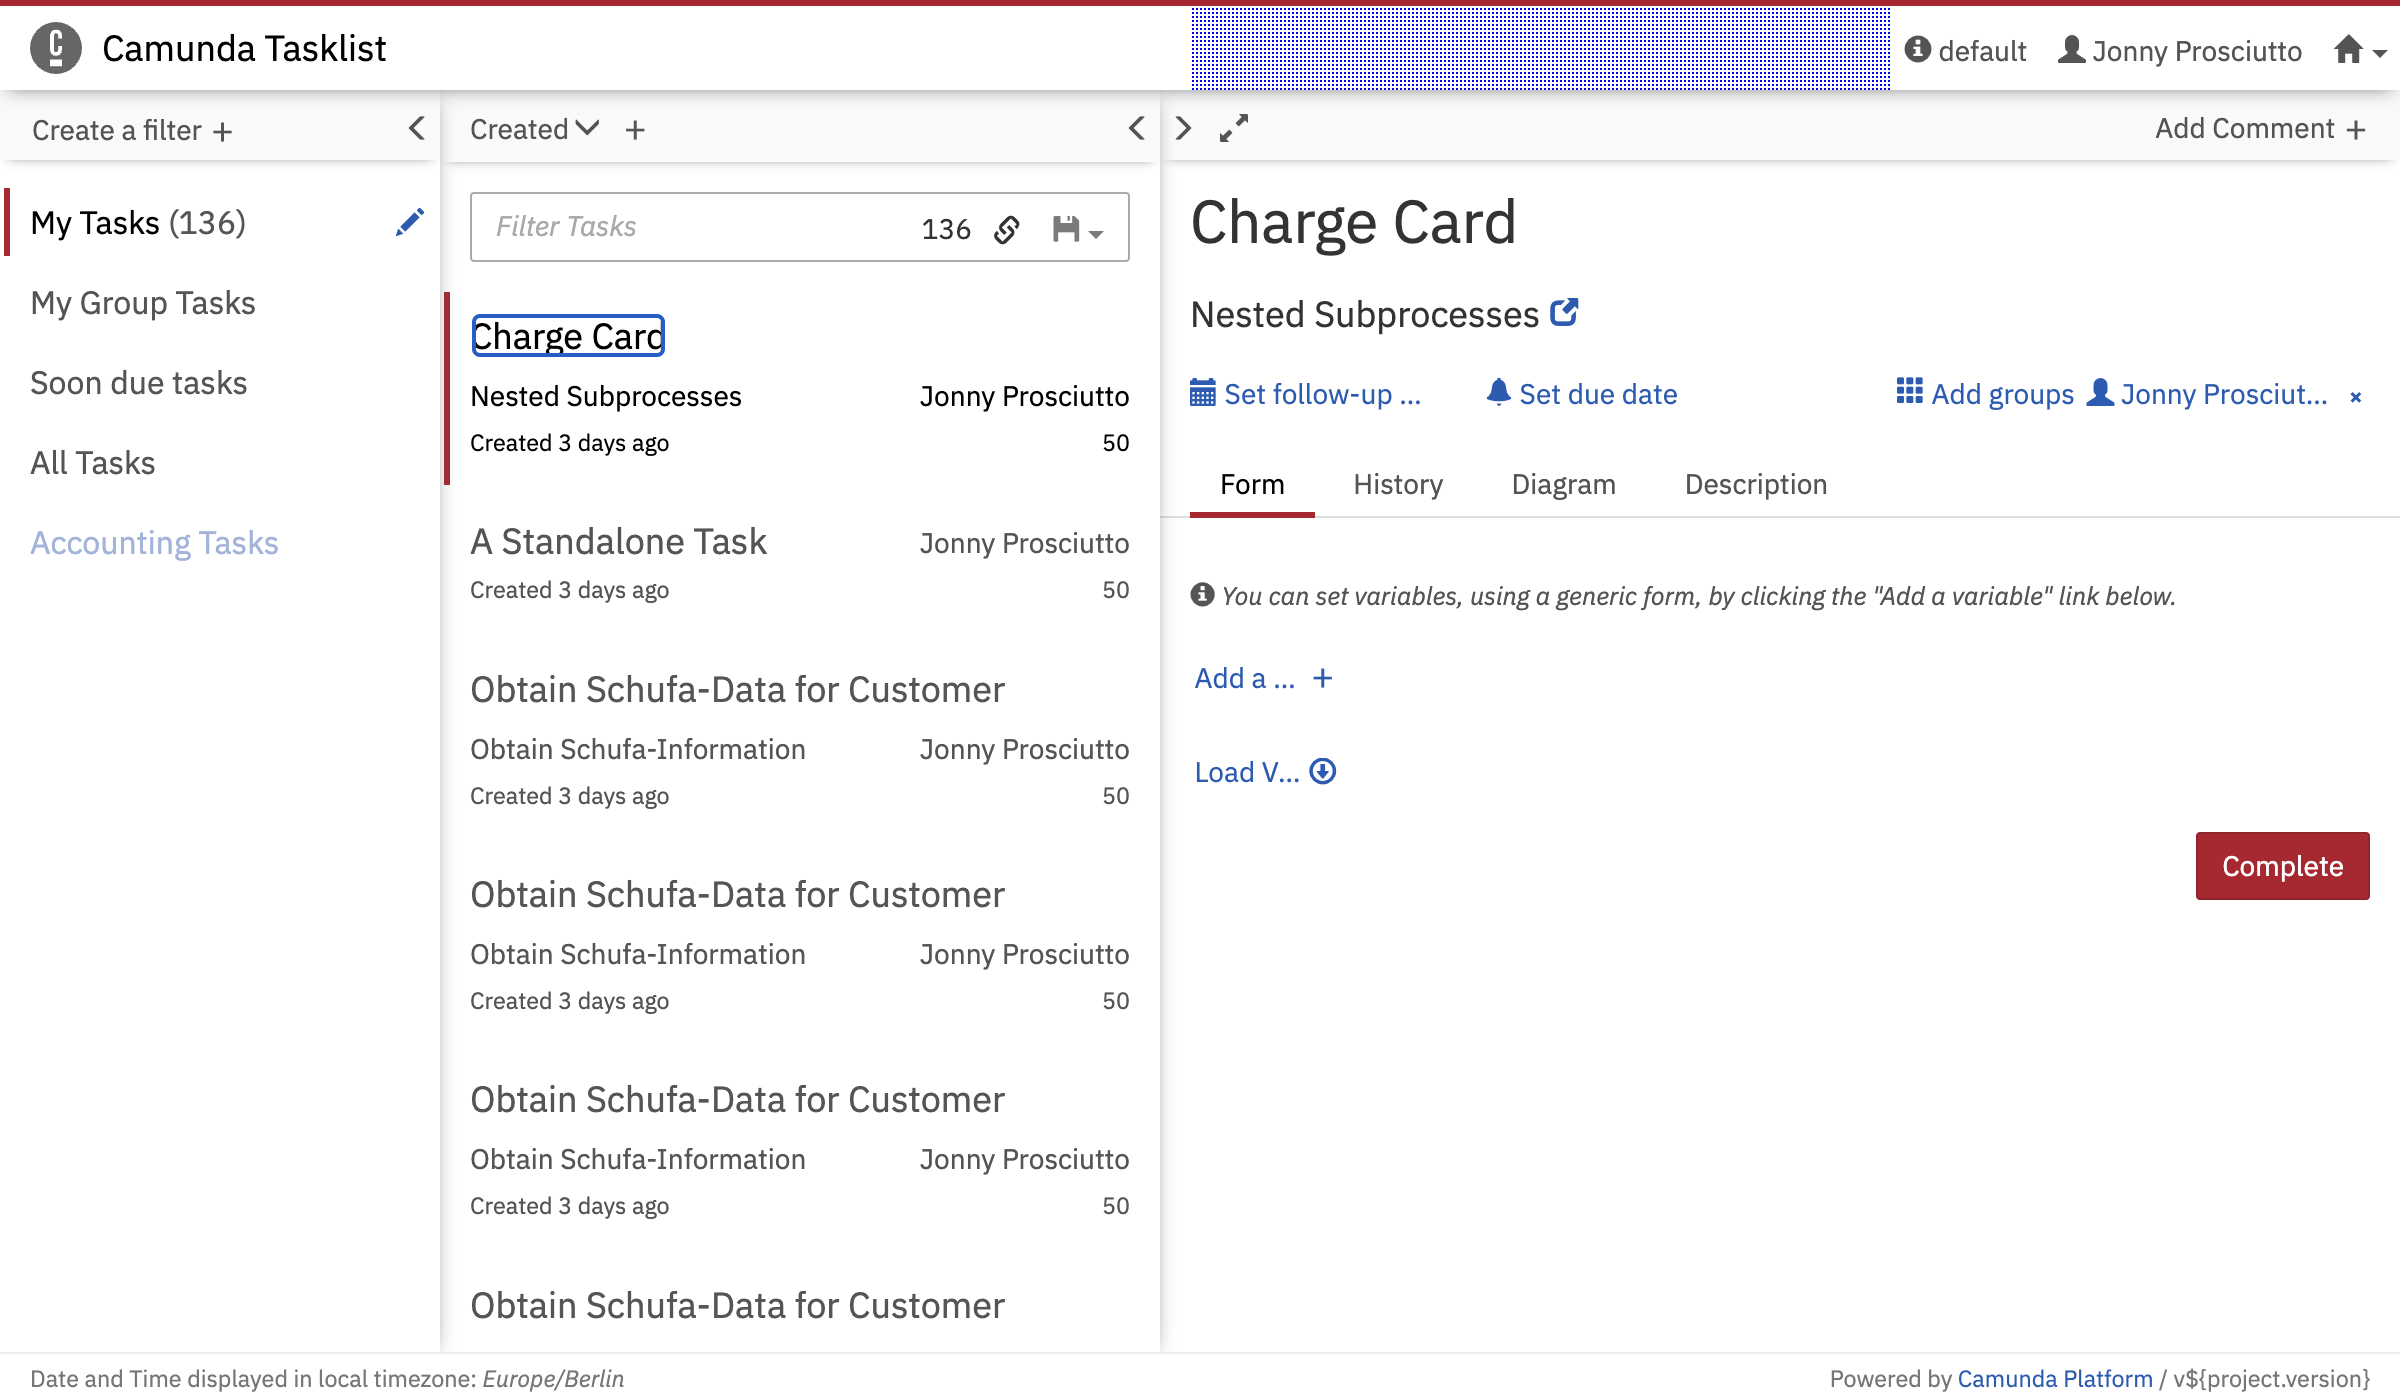 Camunda Tasklist
default
Jonny Prosciutto
Create a filter +
My Tasks (136)
My Group Tasks
Soon due tasks
All Tasks
Accounting Tasks
Created +
Filter Tasks 136
Charge Card
Nested Subprocesses Jonny Prosciutto
Created 3 days ago 50
A Standalone Task Jonny Prosciutto
Created 3 days ago 50
Obtain Schufa-Data for Customer
Obtain Schufa-Information Jonny Prosciutto
Created 3 days ago 50
Obtain Schufa-Data for Customer
Obtain Schufa-Information Jonny Prosciutto
Created 3 days ago 50
Obtain Schufa-Data for Customer
Obtain Schufa-Information Jonny Prosciutto
Created 3 days ago 50
Obtain Schufa-Data for Customer
Add Comment +
Charge Card
Nested Subprocesses
Set follow-up ... Set due date Add groups Jonny Prosciut... ×
Form History Diagram Description
You can set variables, using a generic form, by clicking the "Add a variable" link below.
Add a ... +
Load V...
Complete
Date and Time displayed in local timezone: Europe/Berlin
Powered by Camunda Platform / v${project.version}